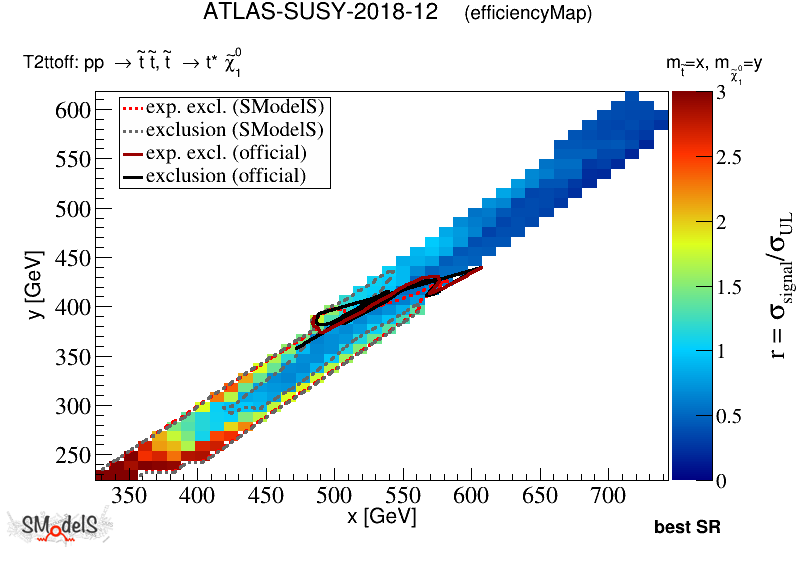 ATLAS-SUSY-2018-12 (efficiencyMap)
T2ttoff: pp → t̃ t̃, t̃ → t* χ̃⁰₁
m_t̃=x, m_χ̃⁰₁=y
exp. excl. (SModelS)
exclusion (SModelS)
exp. excl. (official)
exclusion (official)
600
550
500
450
400
350
300
250
y [GeV]
350 400 450 500 550 600 650 700
x [GeV]
3
2.5
2
1.5
1
0.5
0
r = σ_signal/σ_UL
SModelS
best SR